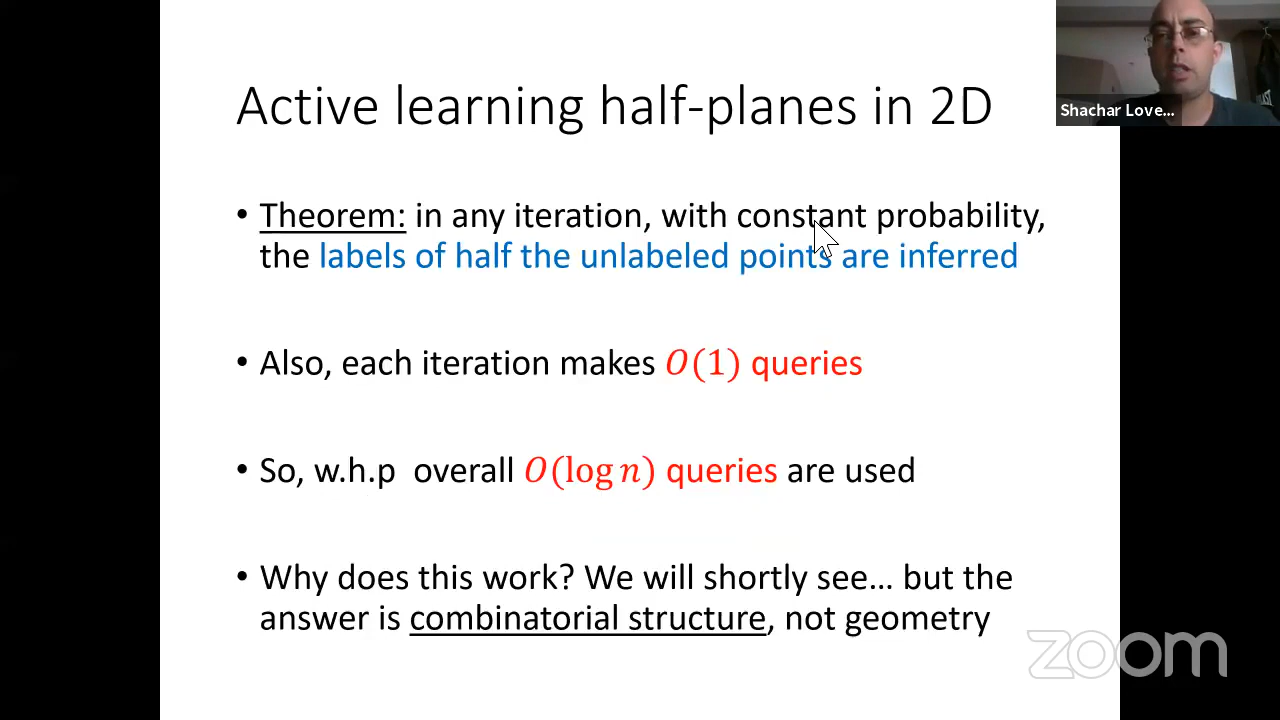 Active learning half-planes in 2D
Shachar Love...
• Theorem: in any iteration, with constant probability,
the labels of half the unlabeled points are inferred
• Also, each iteration makes O(1) queries
• So, w.h.p overall O(log n) queries are used
• Why does this work? We will shortly see... but the
answer is combinatorial structure, not geometry
zoom